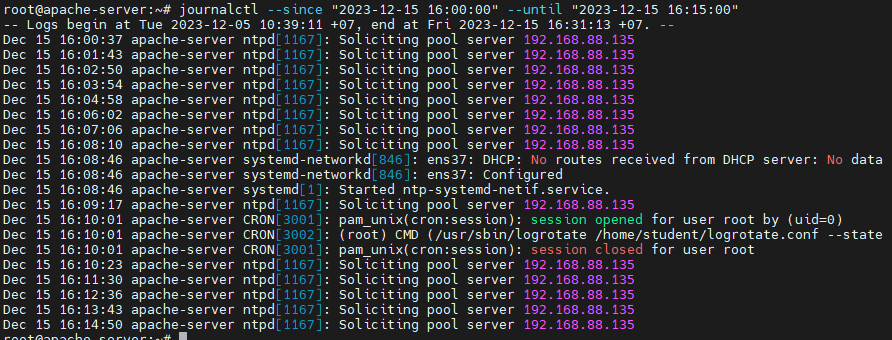 root@apache-server:~# journalctl --since "2023-12-15 16:00:00" --until "2023-12-15 16:15:00"
-- Logs begin at Tue 2023-12-05 10:39:11 +07, end at Fri 2023-12-15 16:31:13 +07. --
Dec 15 16:00:37 apache-server ntpd[1167]: Soliciting pool server 192.168.88.135
Dec 15 16:01:43 apache-server ntpd[1167]: Soliciting pool server 192.168.88.135
Dec 15 16:02:50 apache-server ntpd[1167]: Soliciting pool server 192.168.88.135
Dec 15 16:03:54 apache-server ntpd[1167]: Soliciting pool server 192.168.88.135
Dec 15 16:04:58 apache-server ntpd[1167]: Soliciting pool server 192.168.88.135
Dec 15 16:06:02 apache-server ntpd[1167]: Soliciting pool server 192.168.88.135
Dec 15 16:07:06 apache-server ntpd[1167]: Soliciting pool server 192.168.88.135
Dec 15 16:08:10 apache-server ntpd[1167]: Soliciting pool server 192.168.88.135
Dec 15 16:08:46 apache-server systemd-networkd[846]: ens37: DHCP: No routes received from DHCP server: No data
Dec 15 16:08:46 apache-server systemd-networkd[846]: ens37: Configured
Dec 15 16:08:46 apache-server systemd[1]: Started ntp-systemd-netif.service.
Dec 15 16:09:17 apache-server ntpd[1167]: Soliciting pool server 192.168.88.135
Dec 15 16:10:01 apache-server CRON[3001]: pam_unix(cron:session): session opened for user root by (uid=0)
Dec 15 16:10:01 apache-server CRON[3002]: (root) CMD (/usr/sbin/logrotate /home/student/logrotate.conf --state
Dec 15 16:10:01 apache-server CRON[3001]: pam_unix(cron:session): session closed for user root
Dec 15 16:10:23 apache-server ntpd[1167]: Soliciting pool server 192.168.88.135
Dec 15 16:11:30 apache-server ntpd[1167]: Soliciting pool server 192.168.88.135
Dec 15 16:12:36 apache-server ntpd[1167]: Soliciting pool server 192.168.88.135
Dec 15 16:13:43 apache-server ntpd[1167]: Soliciting pool server 192.168.88.135
Dec 15 16:14:50 apache-server ntpd[1167]: Soliciting pool server 192.168.88.135
root@apache-server:~#